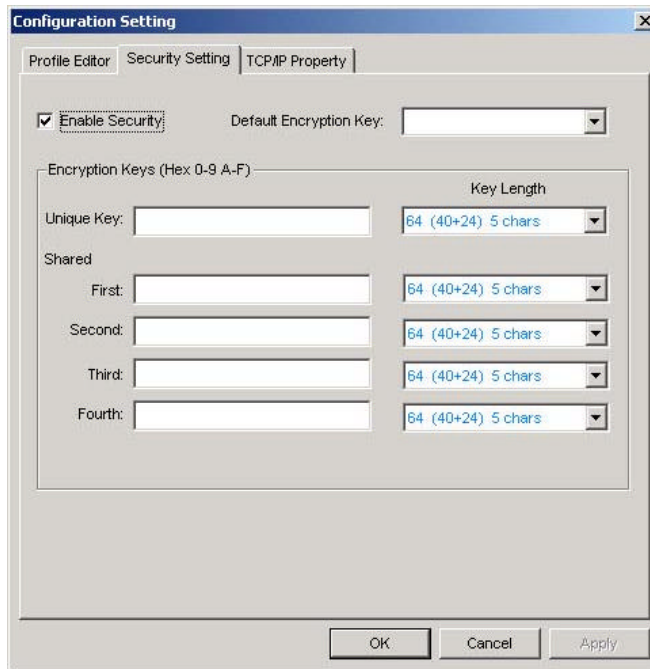 Configuration Setting
Profile Editor Security Setting TCP/IP Property
Enable Security Default Encryption Key:
Encryption Keys (Hex 0-9 A-F)
Key Length
Unique Key: 64 (40+24) 5 chars
Shared
First: 64 (40+24) 5 chars
Second: 64 (40+24) 5 chars
Third: 64 (40+24) 5 chars
Fourth: 64 (40+24) 5 chars
OK Cancel Apply